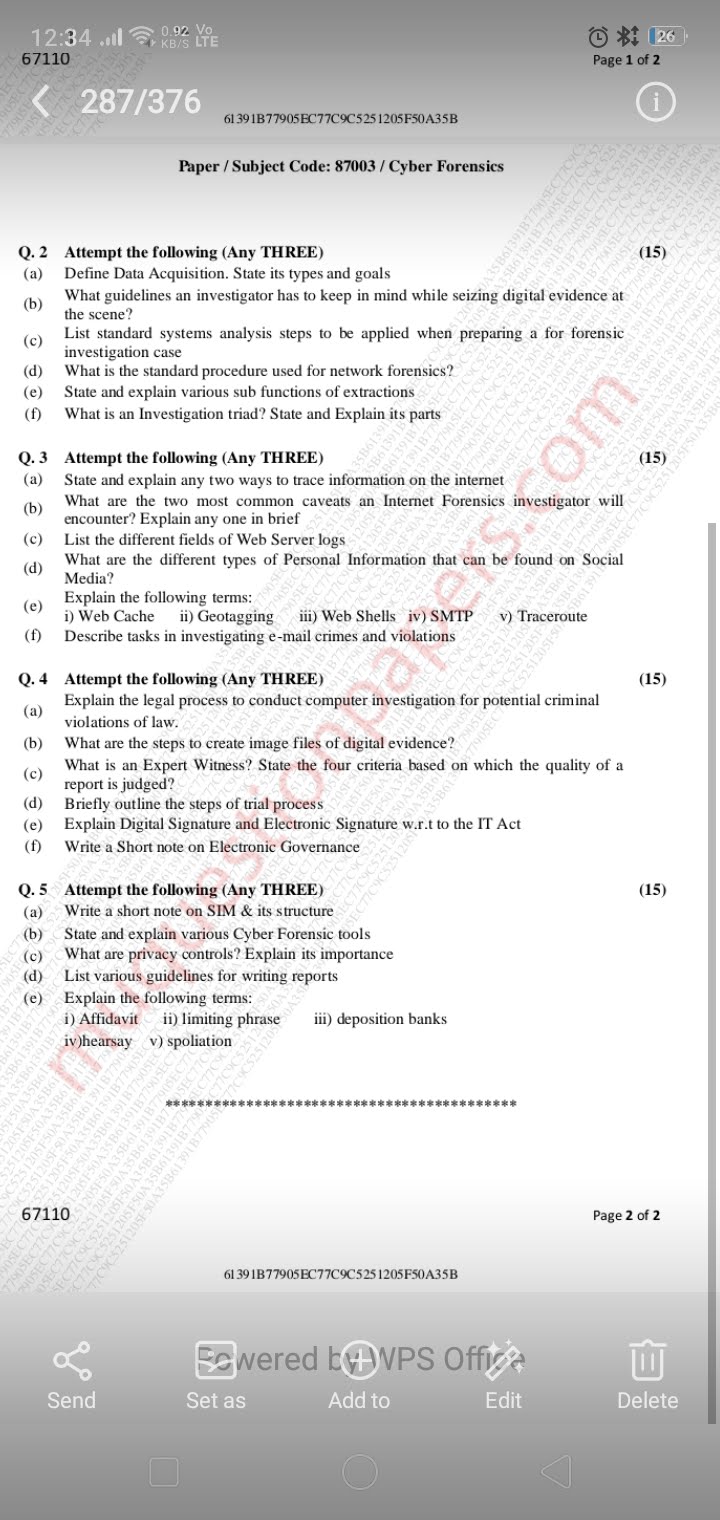 12:34 0.92 KB/S Vo LTE 26
67110 Page 1 of 2
287/376
61391B77905EC77C9C5251205F50A35B
Paper / Subject Code: 87003 / Cyber Forensics
Q. 2 Attempt the following (Any THREE) (15)
(a) Define Data Acquisition. State its types and goals
(b) What guidelines an investigator has to keep in mind while seizing digital evidence at
the scene?
(c) List standard systems analysis steps to be applied when preparing a for forensic
investigation case
(d) What is the standard procedure used for network forensics?
(e) State and explain various sub functions of extractions
(f) What is an Investigation triad? State and Explain its parts
Q. 3 Attempt the following (Any THREE) (15)
(a) State and explain any two ways to trace information on the internet
(b) What are the two most common caveats an Internet Forensics investigator will
encounter? Explain any one in brief
(c) List the different fields of Web Server logs
(d) What are the different types of Personal Information that can be found on Social
Media?
(e) Explain the following terms:
i) Web Cache ii) Geotagging iii) Web Shells iv) SMTP v) Traceroute
(f) Describe tasks in investigating e-mail crimes and violations
Q. 4 Attempt the following (Any THREE) (15)
(a) Explain the legal process to conduct computer investigation for potential criminal
violations of law.
(b) What are the steps to create image files of digital evidence?
(c) What is an Expert Witness? State the four criteria based on which the quality of a
report is judged?
(d) Briefly outline the steps of trial process
(e) Explain Digital Signature and Electronic Signature w.r.t to the IT Act
(f) Write a Short note on Electronic Governance
Q. 5 Attempt the following (Any THREE) (15)
(a) Write a short note on SIM & its structure
(b) State and explain various Cyber Forensic tools
(c) What are privacy controls? Explain its importance
(d) List various guidelines for writing reports
(e) Explain the following terms:
i) Affidavit ii) limiting phrase iii) deposition banks
iv)hearsay v) spoliation
********************************************
muquestionpapers.com
67110 Page 2 of 2
61391B77905EC77C9C5251205F50A35B
Powered by WPS Office
Send Set as Add to Edit Delete